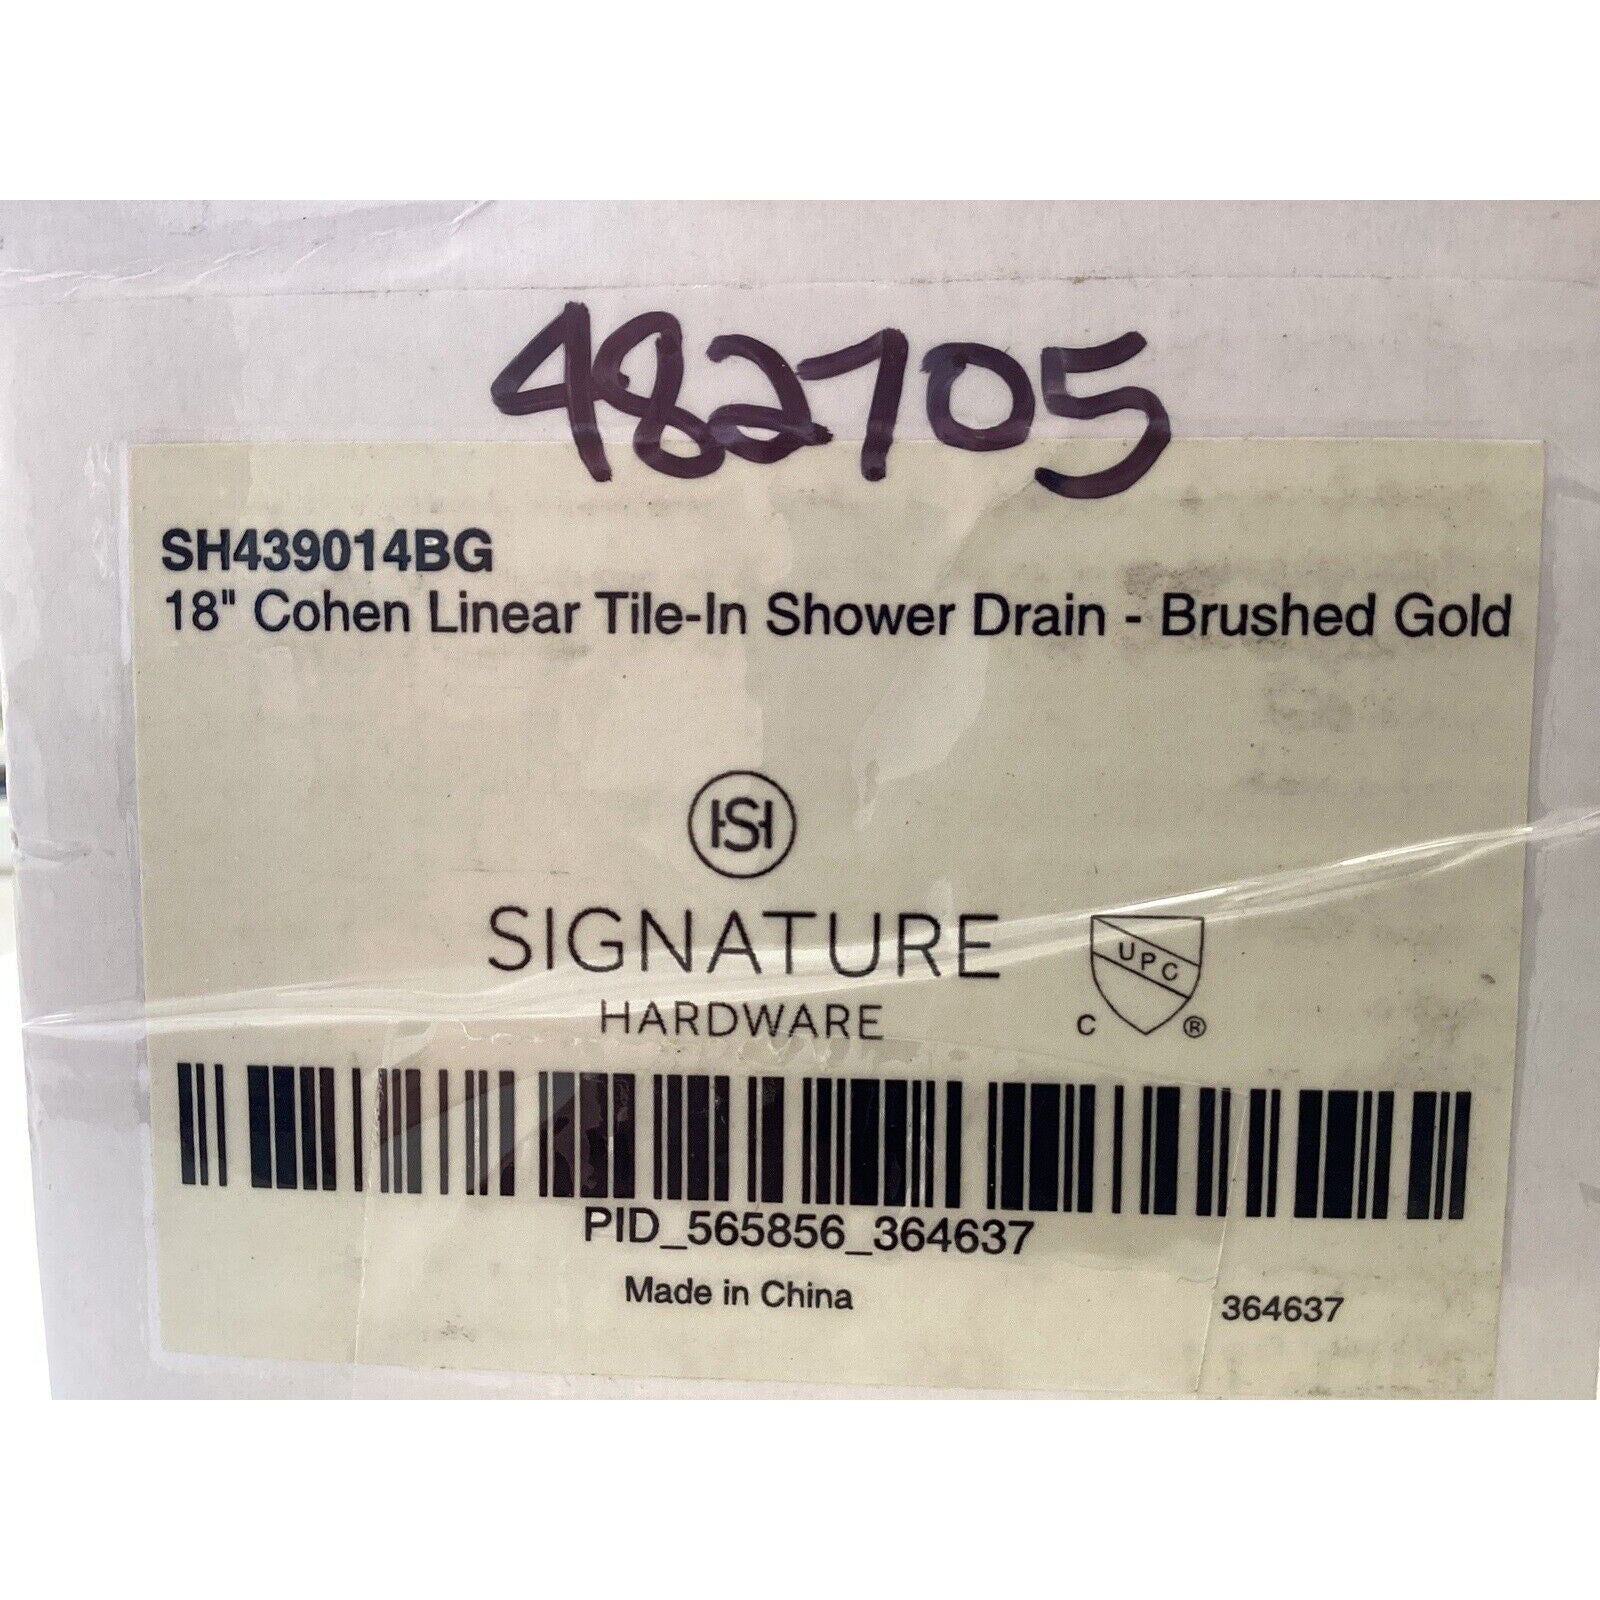 482705
SH439014BG
18" Cohen Linear Tile-In Shower Drain - Brushed Gold
HSH
SIGNATURE
HARDWARE
UPC
C ®
PID_565856_364637
Made in China
364637